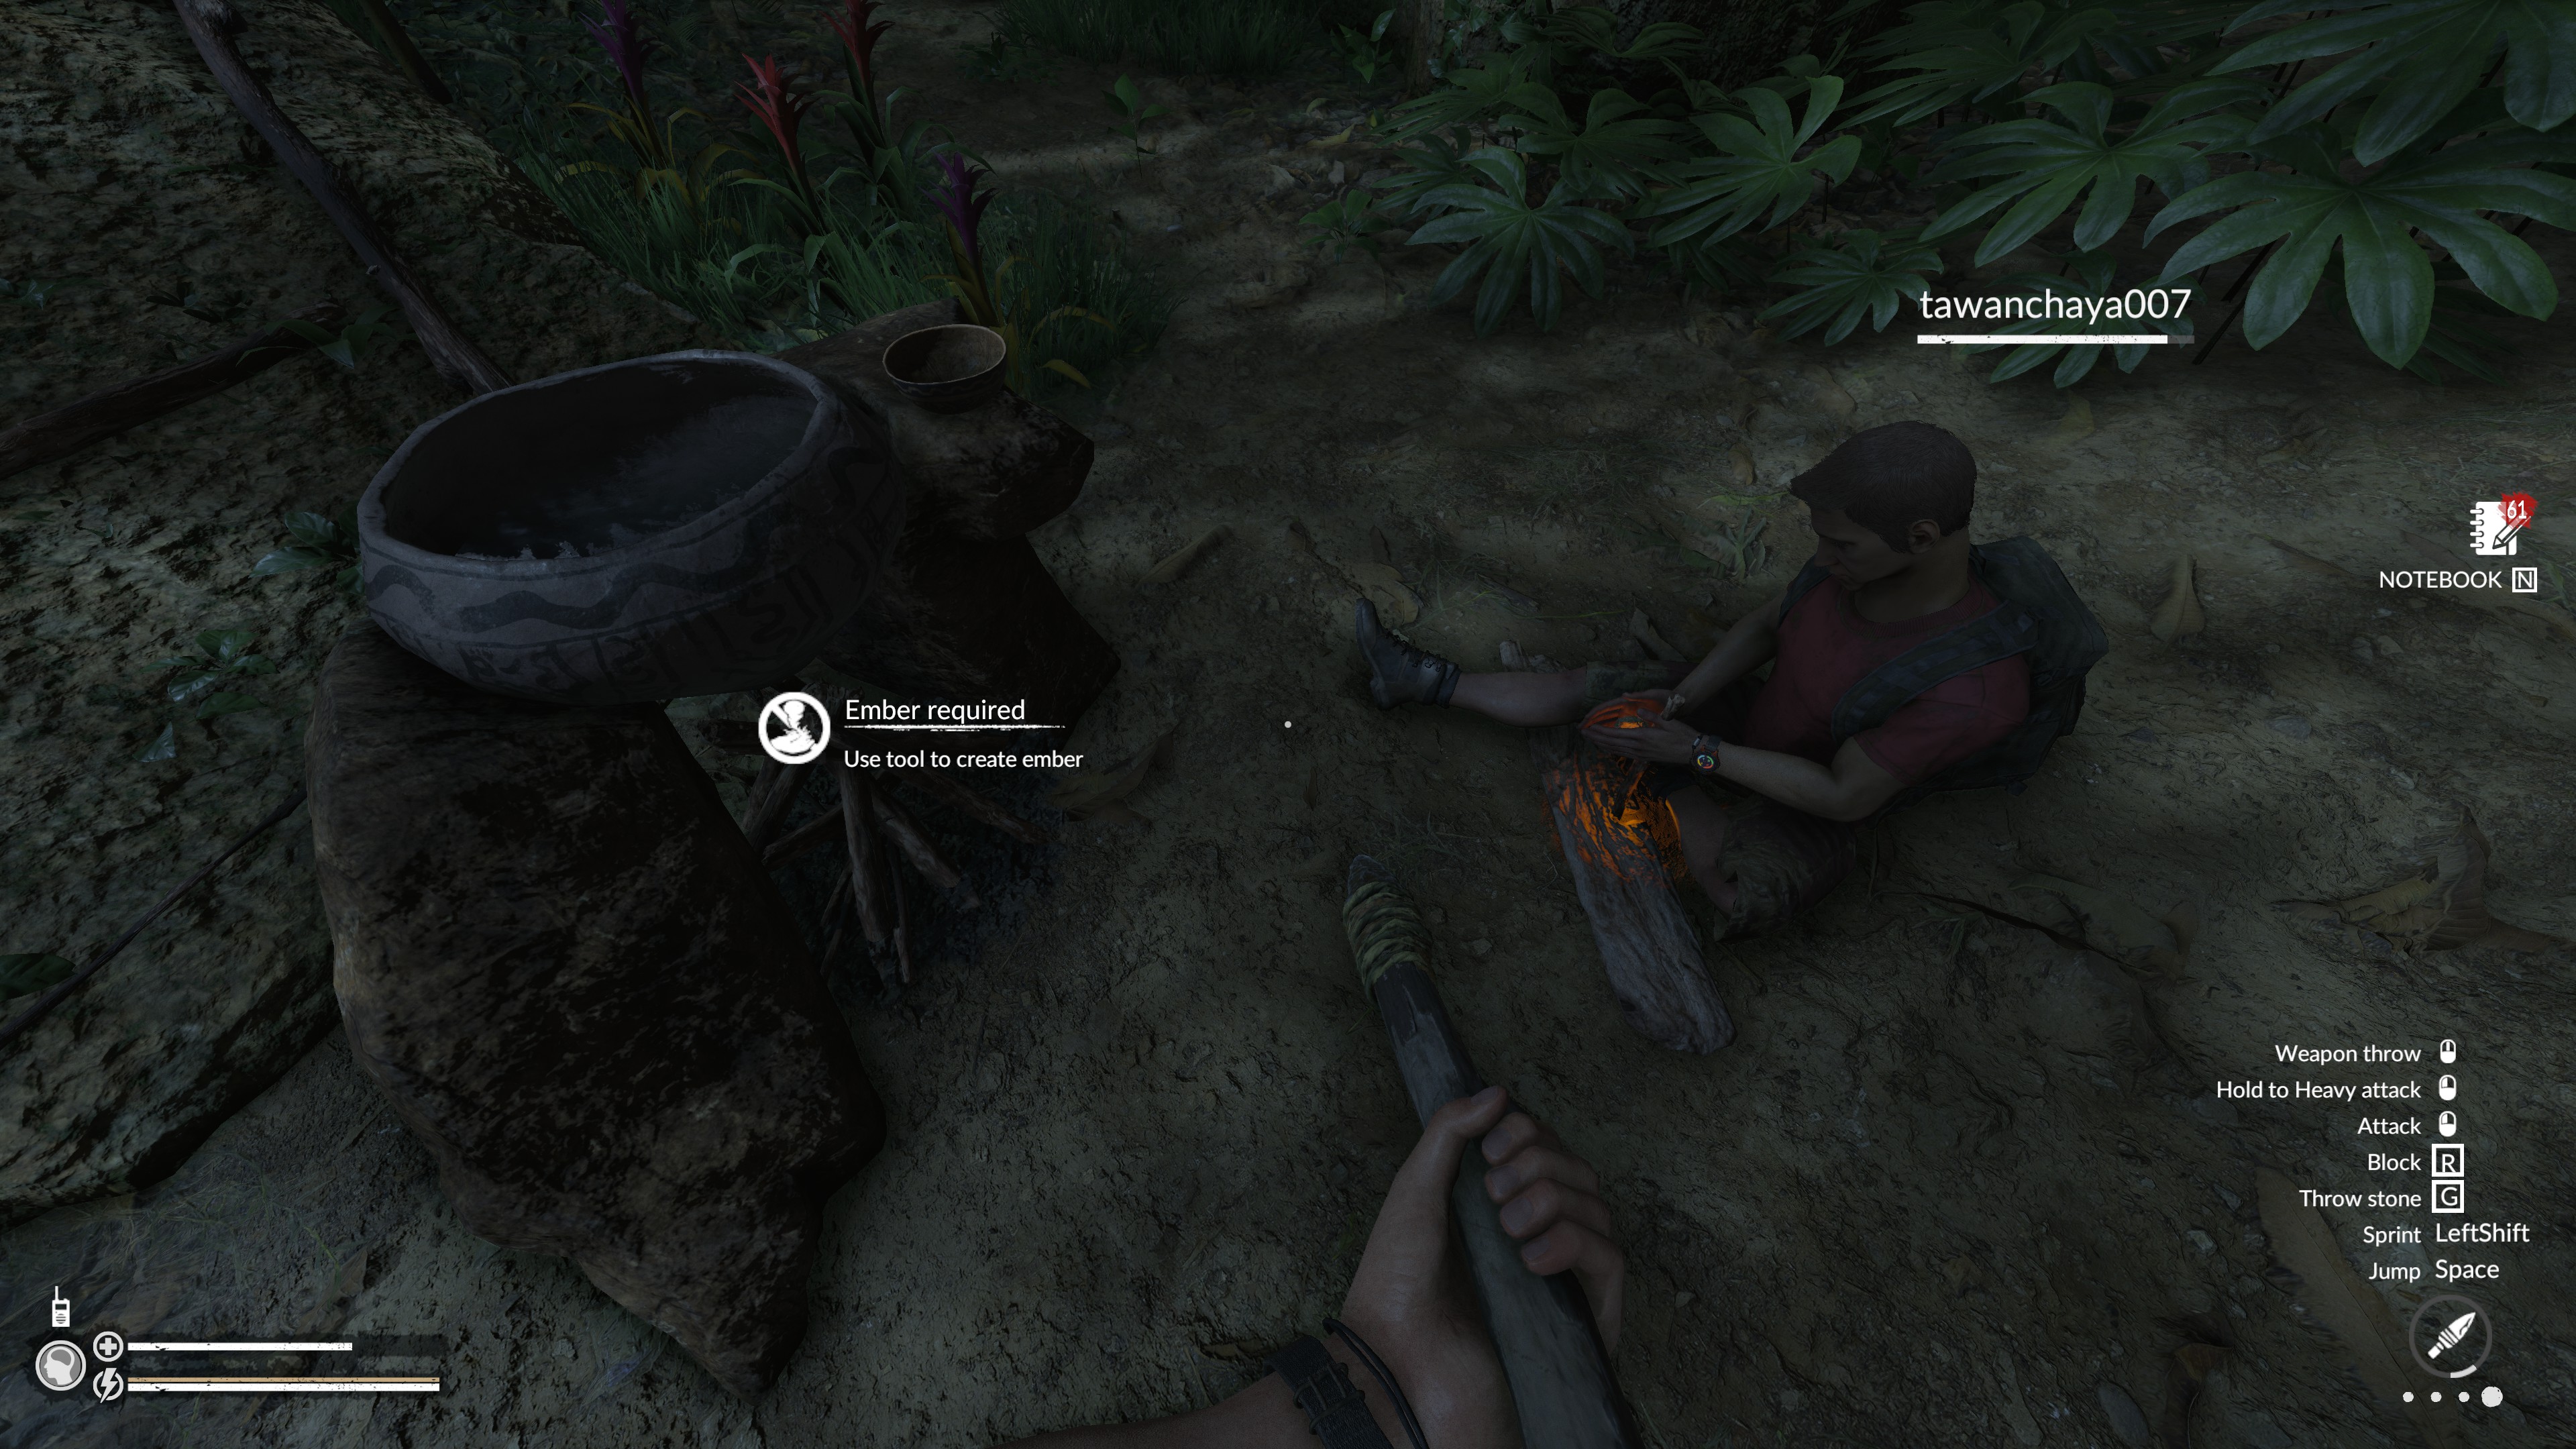 tawanchaya007
61
NOTEBOOK N
Ember required
Use tool to create ember
Weapon throw
Hold to Heavy attack
Attack
Block R
Throw stone G
Sprint LeftShift
Jump Space